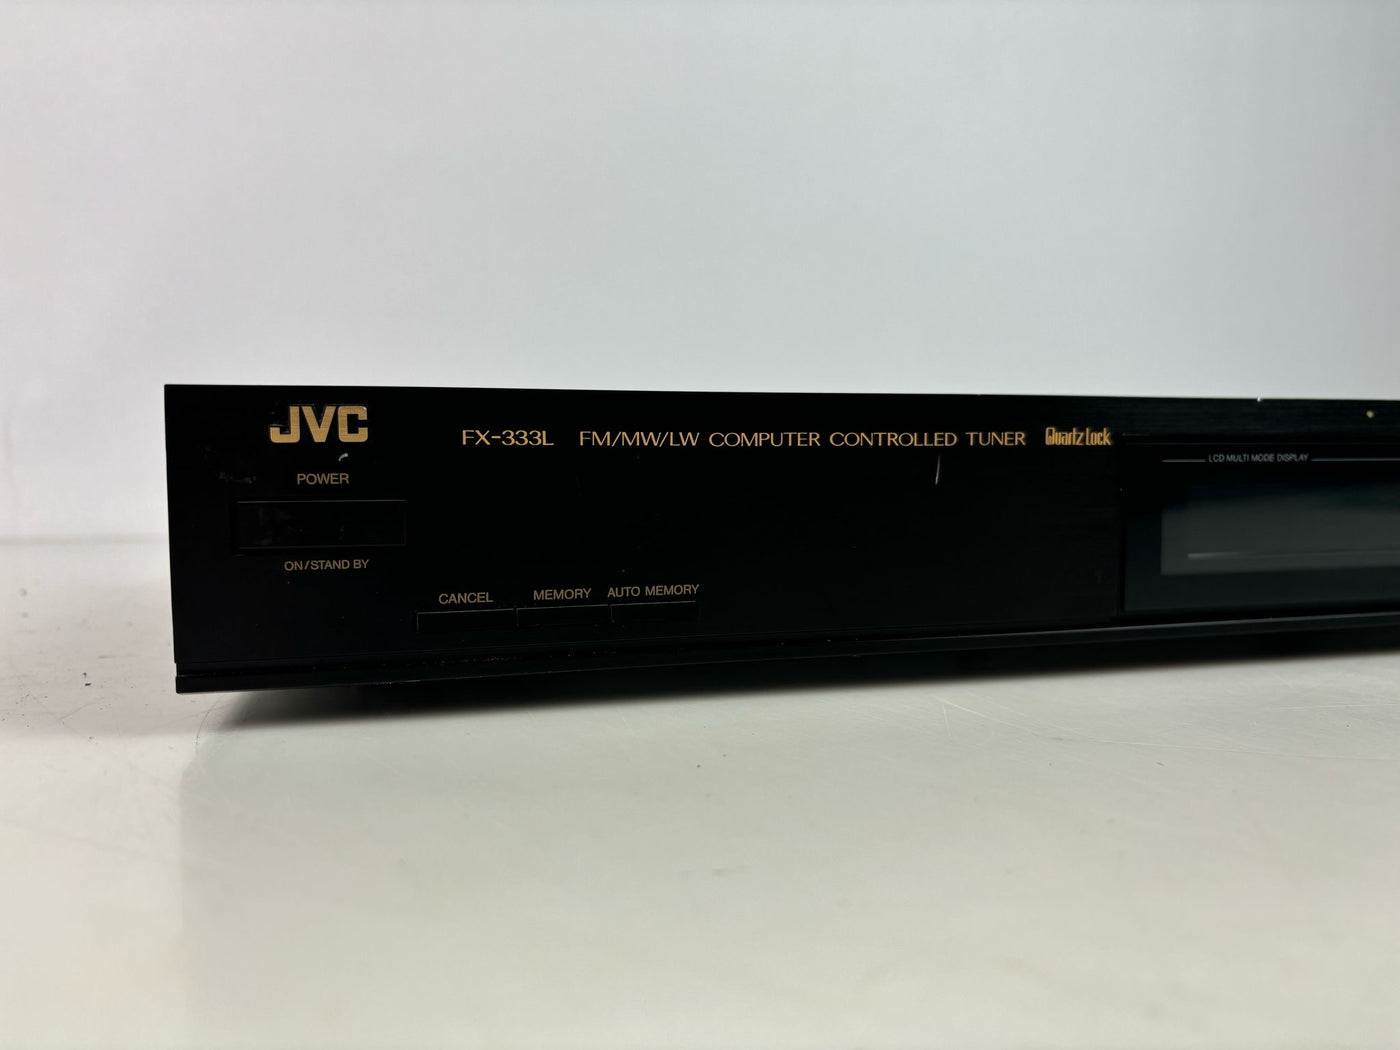 JVC
FX-333L FM/MW/LW COMPUTER CONTROLLED TUNER Quartz Lock
LCD MULTI MODE DISPLAY
POWER
ON/STAND BY
CANCEL MEMORY AUTO MEMORY